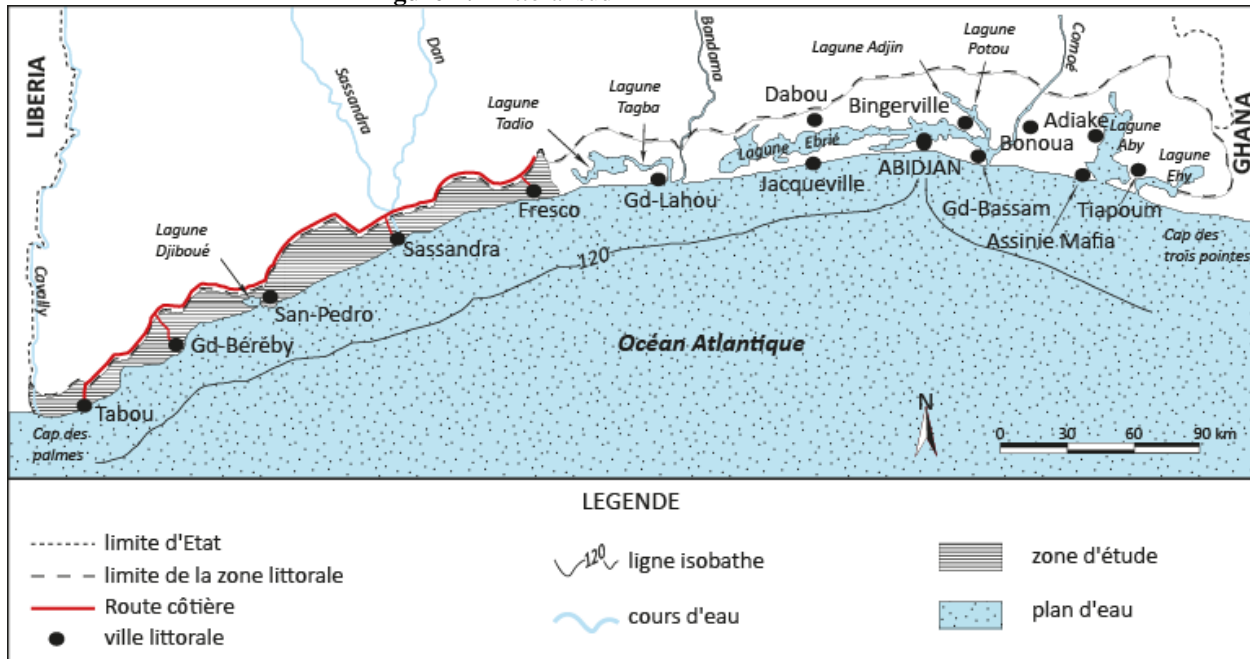 LIBERIA
Sassandra
Dan
Bandama
Lagune Adjin
Lagune
Potou
Comoé
GHANA
Lagune
Tadio
Lagune
Tagba
Dabou
Bingerville
Adiake
Lagune
Aby
Bonoua
Lagune Ebrié
ABIDJAN
Lagune
Ehy
Fresco
Gd-Lahou
Jacqueville
Gd-Bassam
Tiapoum
Assinie Mafia
Cap des
trois pointes
Lagune
Djiboué
Sassandra
120
Cavally
San-Pedro
Gd-Béréby
Océan Atlantique
Tabou
Cap des
palmes
N
0 30 60 90 km
LEGENDE
limite d'Etat
limite de la zone littorale
Route côtière
ville littorale
120 ligne isobathe
cours d'eau
zone d'étude
plan d'eau